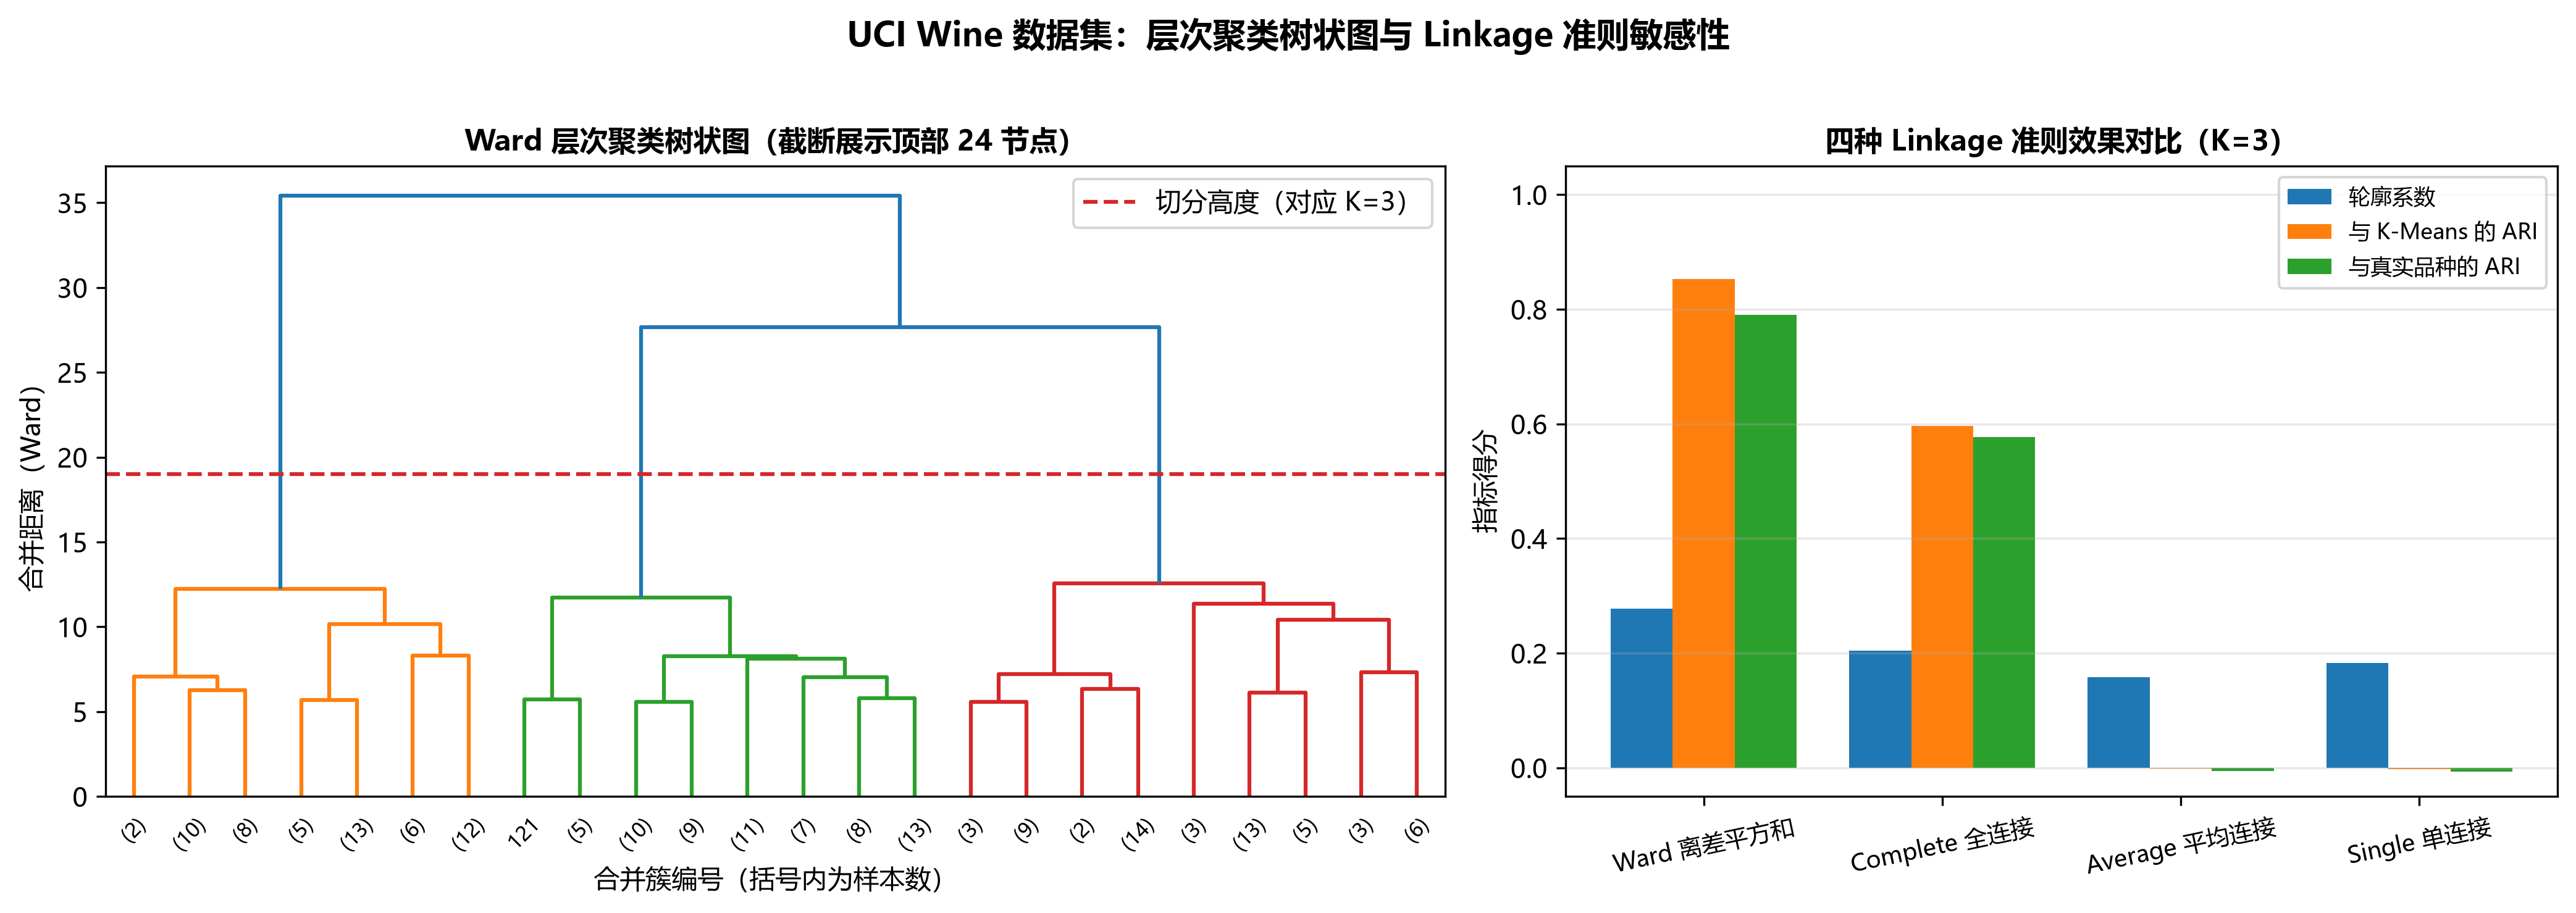 UCI Wine 数据集：层次聚类树状图与 Linkage 准则敏感性
Ward 层次聚类树状图（截断展示顶部 24 节点）
切分高度（对应 K=3）
合并距离（Ward）
35
30
25
20
15
10
5
0
(2) (10) (8) (5) (13) (6) (12) 121 (5) (10) (9) (11) (7) (8) (13) (3) (9) (2) (14) (3) (13) (5) (3) (6)
合并簇编号（括号内为样本数）
四种 Linkage 准则效果对比（K=3）
轮廓系数
与 K-Means 的 ARI
与真实品种的 ARI
指标得分
1.0
0.8
0.6
0.4
0.2
0.0
Ward 离差平方和 Complete 全连接 Average 平均连接 Single 单连接